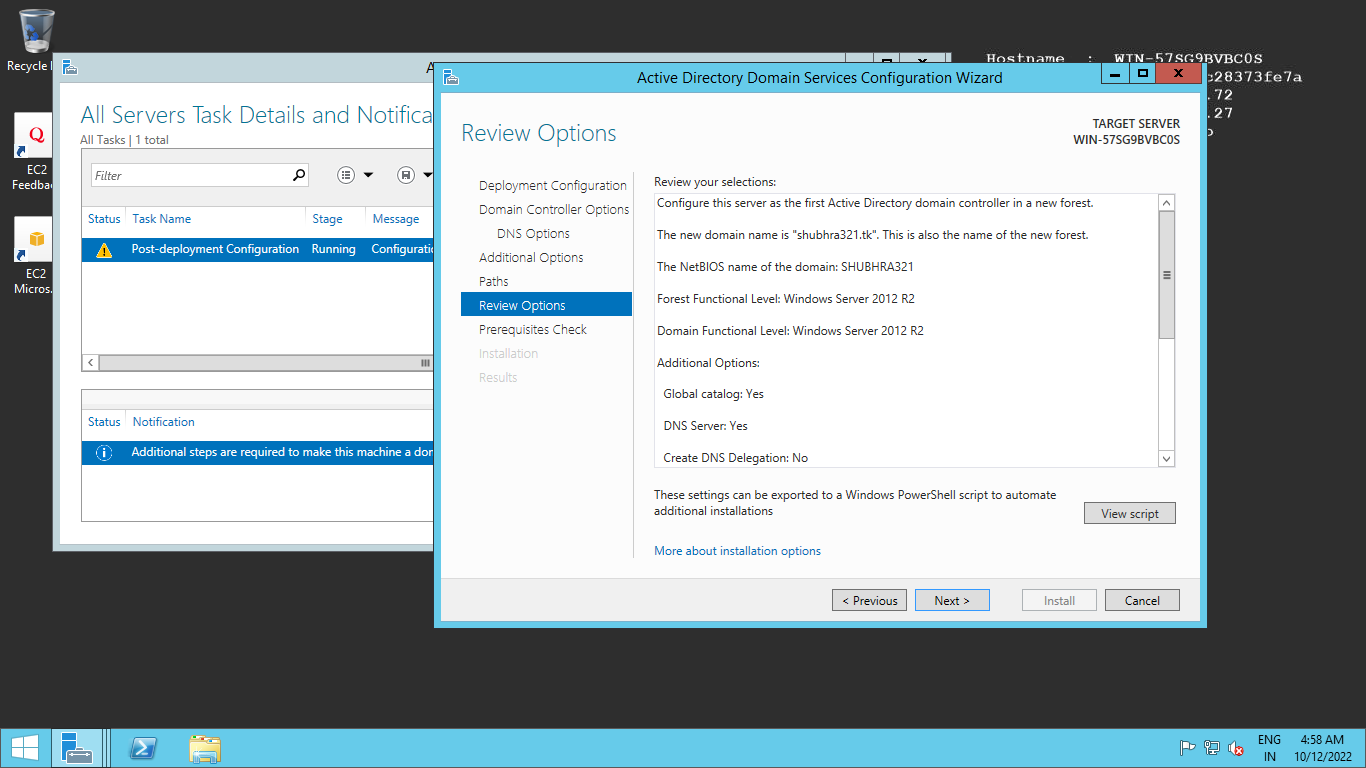 Recycle
EC2
Feedba
EC2
Micros.
Hostname : WIN-57SG9BVBC0S
c28373fe7a
.72
.27
All Servers Task Details and Notifica
All Tasks | 1 total
Filter
Status Task Name Stage Message
Post-deployment Configuration Running Configuratio
Status Notification
Additional steps are required to make this machine a dor
Active Directory Domain Services Configuration Wizard
Review Options
TARGET SERVER
WIN-57SG9BVBC0S
Deployment Configuration
Domain Controller Options
DNS Options
Additional Options
Paths
Review Options
Prerequisites Check
Installation
Results
Review your selections:
Configure this server as the first Active Directory domain controller in a new forest.
The new domain name is "shubhra321.tk". This is also the name of the new forest.
The NetBIOS name of the domain: SHUBHRA321
Forest Functional Level: Windows Server 2012 R2
Domain Functional Level: Windows Server 2012 R2
Additional Options:
Global catalog: Yes
DNS Server: Yes
Create DNS Delegation: No
These settings can be exported to a Windows PowerShell script to automate
additional installations
View script
More about installation options
< Previous
Next >
Install
Cancel
ENG
IN
4:58 AM
10/12/2022